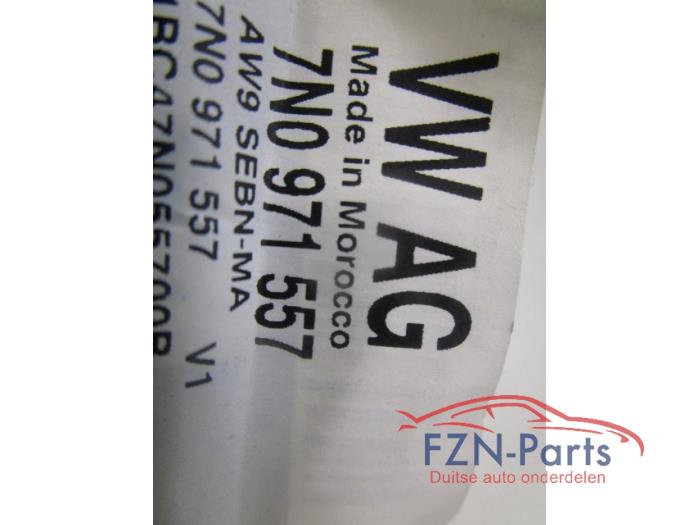 VW AG
Made in Morocco
7N0 971 557
AW9 SEBN-MA
7N0 971 557 V1
FZN-Parts
Duitse auto onderdelen